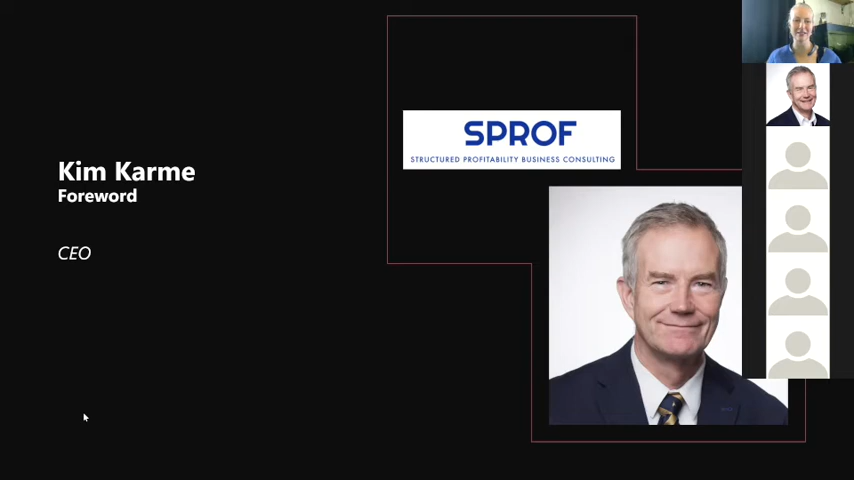 Kim Karme
Foreword
CEO
SPROF
STRUCTURED PROFITABILITY BUSINESS CONSULTING